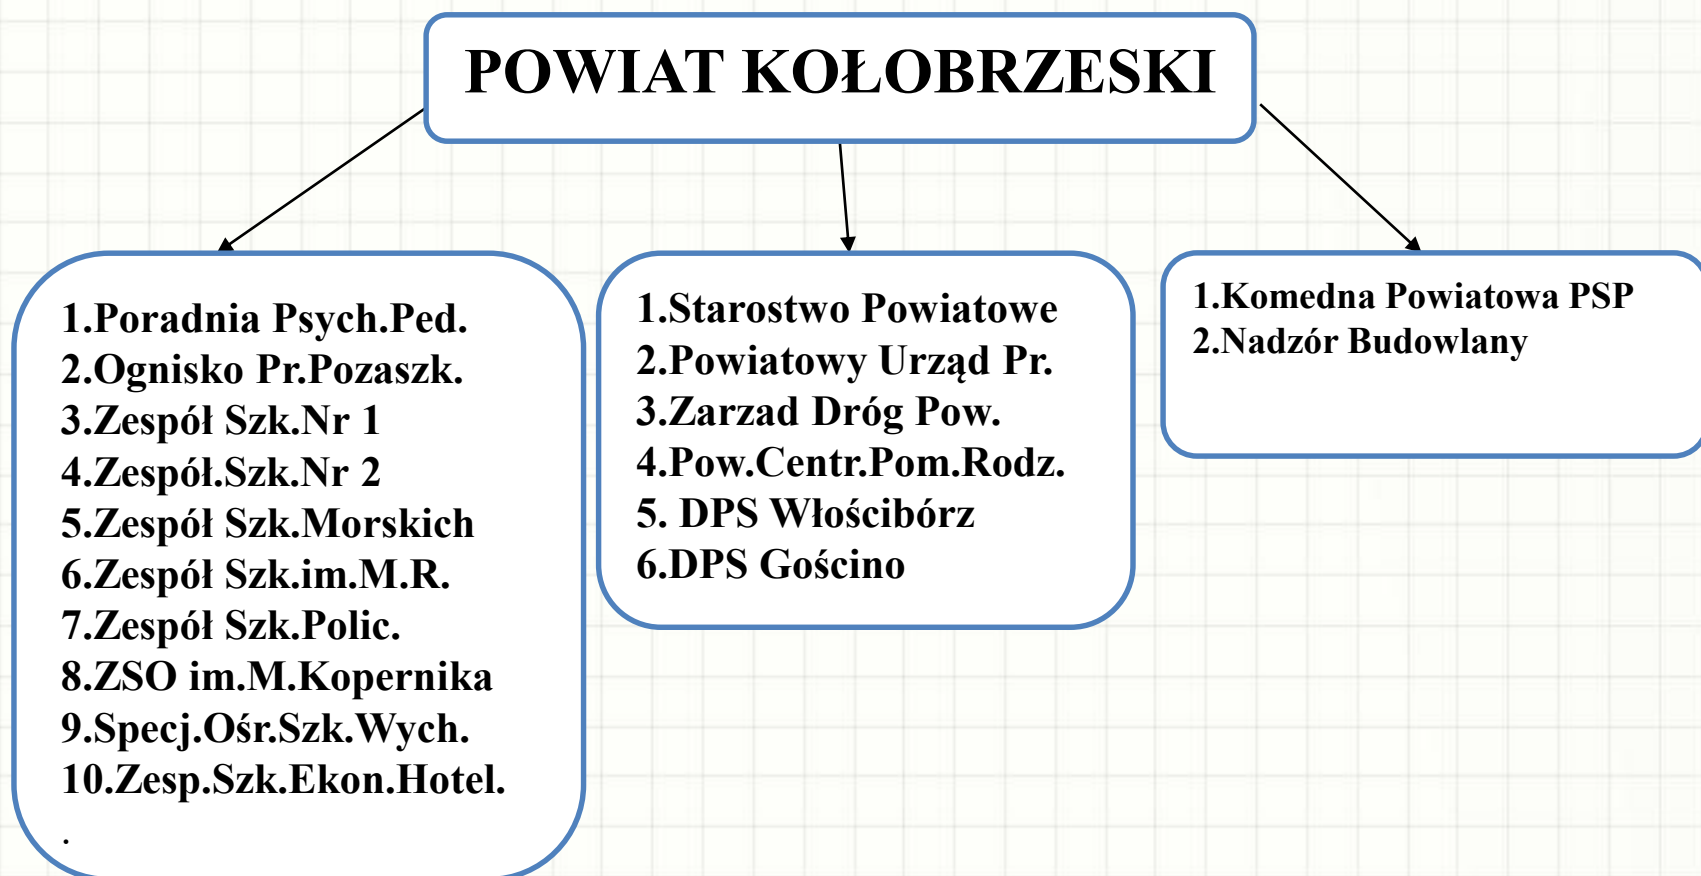 POWIAT KOŁOBRZESKI
1.Poradnia Psych.Ped.
2.Ognisko Pr.Pozaszk.
3.Zespół Szk.Nr 1
4.Zespół.Szk.Nr 2
5.Zespół Szk.Morskich
6.Zespół Szk.im.M.R.
7.Zespół Szk.Polic.
8.ZSO im.M.Kopernika
9.Specj.Ośr.Szk.Wych.
10.Zesp.Szk.Ekon.Hotel.
.
1.Starostwo Powiatowe
2.Powiatowy Urząd Pr.
3.Zarzad Dróg Pow.
4.Pow.Centr.Pom.Rodz.
5. DPS Włościbórz
6.DPS Gościno
1.Komedna Powiatowa PSP
2.Nadzór Budowlany